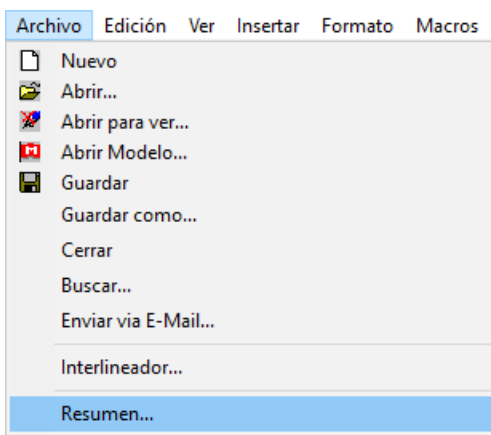 Archivo Edición Ver Insertar Formato Macros
Nuevo
Abrir...
Abrir para ver...
Abrir Modelo...
Guardar
Guardar como...
Cerrar
Buscar...
Enviar via E-Mail...
Interlineador...
Resumen...